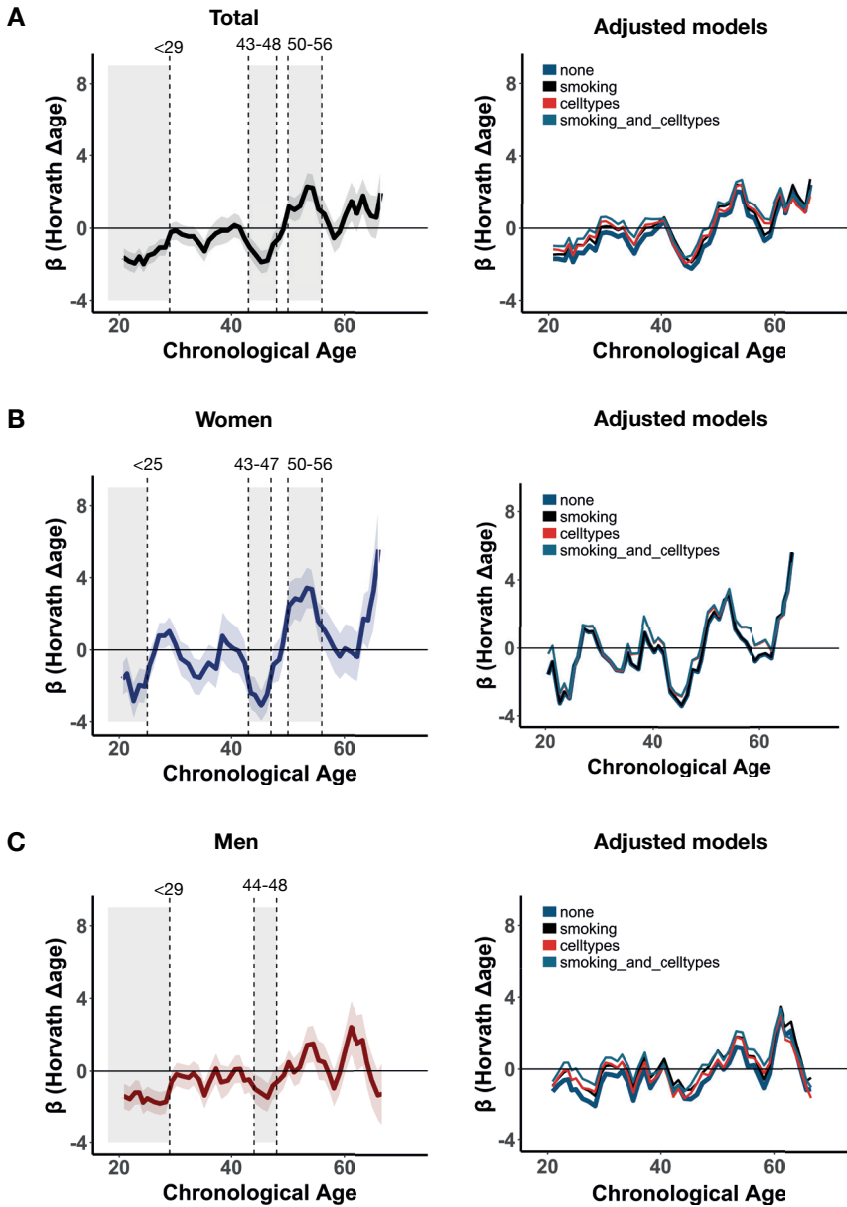 A
Total
<29
43-48
50-56
β (Horvath Δage)
8
4
0
-4
20
40
60
Chronological Age
Adjusted models
none
smoking
celltypes
smoking_and_celltypes
β (Horvath Δage)
8
4
0
-4
20
40
60
Chronological Age
B
Women
<25
43-47
50-56
β (Horvath Δage)
8
4
0
-4
20
40
60
Chronological Age
Adjusted models
none
smoking
celltypes
smoking_and_celltypes
β (Horvath Δage)
8
4
0
-4
20
40
60
Chronological Age
C
Men
<29
44-48
β (Horvath Δage)
8
4
0
-4
20
40
60
Chronological Age
Adjusted models
none
smoking
celltypes
smoking_and_celltypes
β (Horvath Δage)
8
4
0
-4
20
40
60
Chronological Age